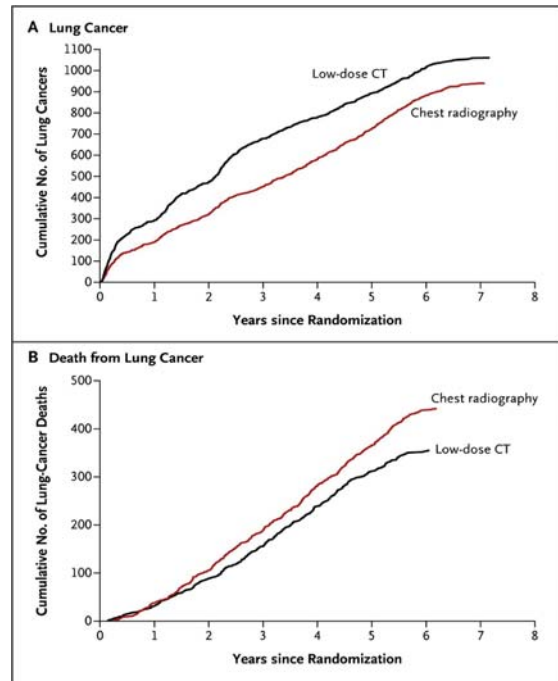 A Lung Cancer
1100
1000
900
800
700
600
500
400
300
200
100
0
Cumulative No. of Lung Cancers
Low-dose CT
Chest radiography
0 1 2 3 4 5 6 7 8
Years since Randomization
B Death from Lung Cancer
500
400
300
200
100
0
Cumulative No. of Lung-Cancer Deaths
Chest radiography
Low-dose CT
0 1 2 3 4 5 6 7 8
Years since Randomization